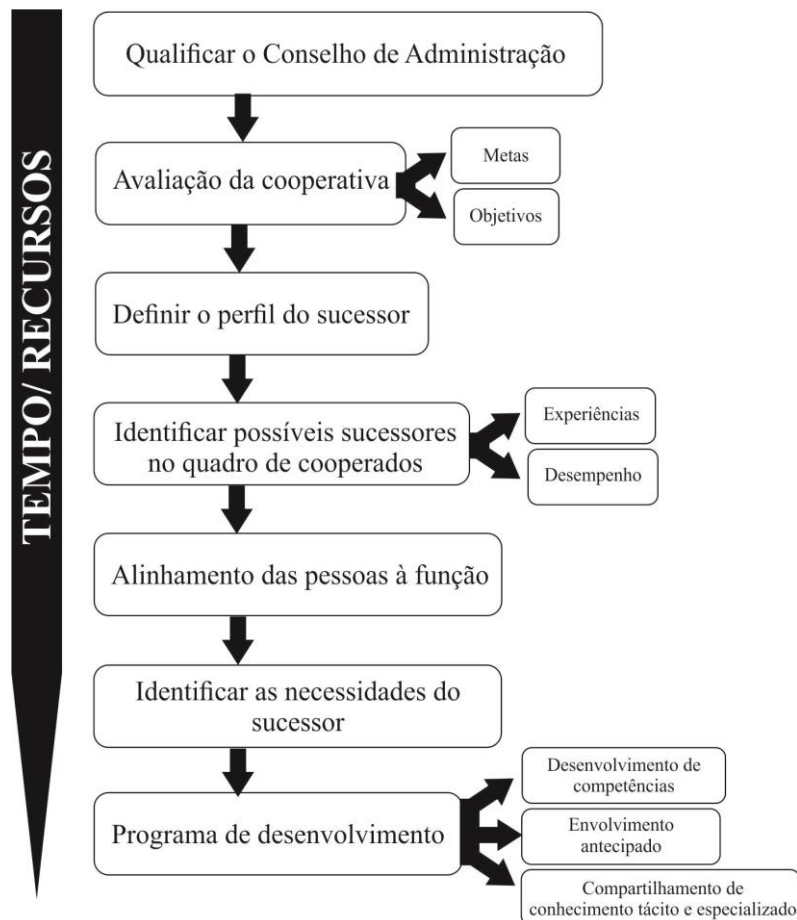 TEMPO/ RECURSOS
Qualificar o Conselho de Administração
Avaliação da cooperativa
Metas
Objetivos
Definir o perfil do sucessor
Identificar possíveis sucessores
no quadro de cooperados
Experiências
Desempenho
Alinhamento das pessoas à função
Identificar as necessidades do
sucessor
Programa de desenvolvimento
Desenvolvimento de
competências
Envolvimento
antecipado
Compartilhamento de
conhecimento tácito e especializado